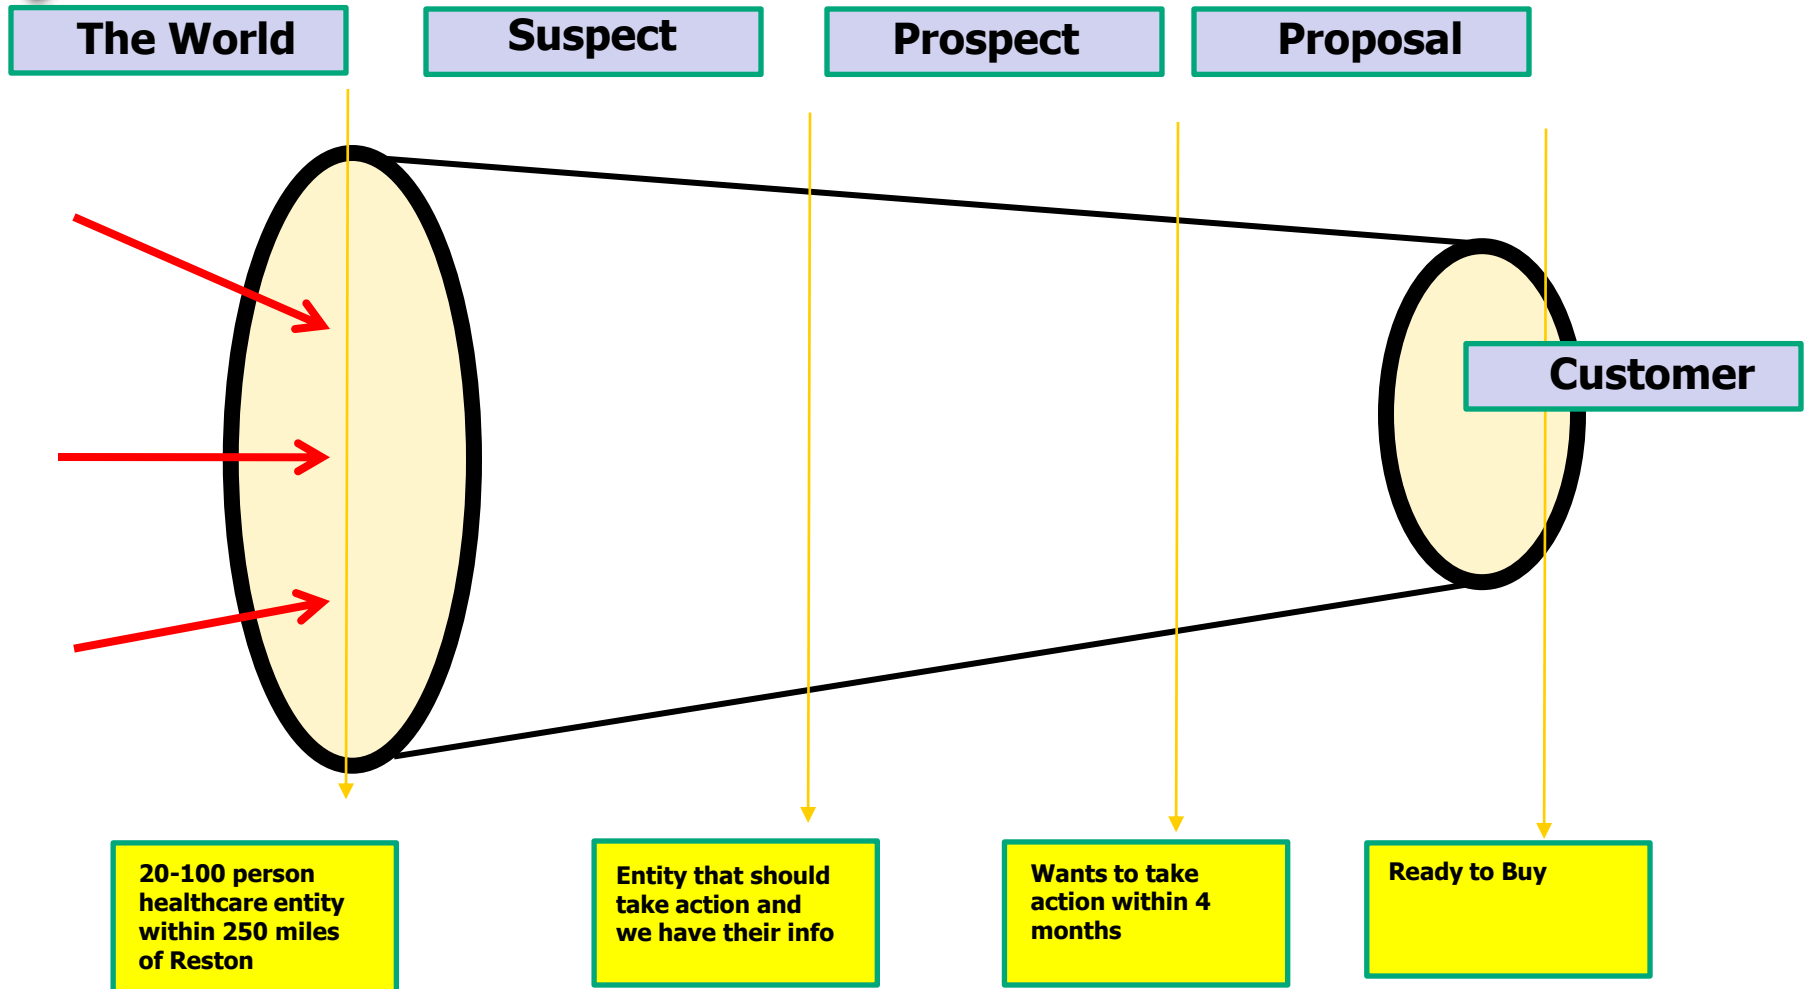 The World
Suspect
Prospect
Proposal
Customer
20-100 person
healthcare entity
within 250 miles
of Reston
Entity that should
take action and
we have their info
Wants to take
action within 4
months
Ready to Buy